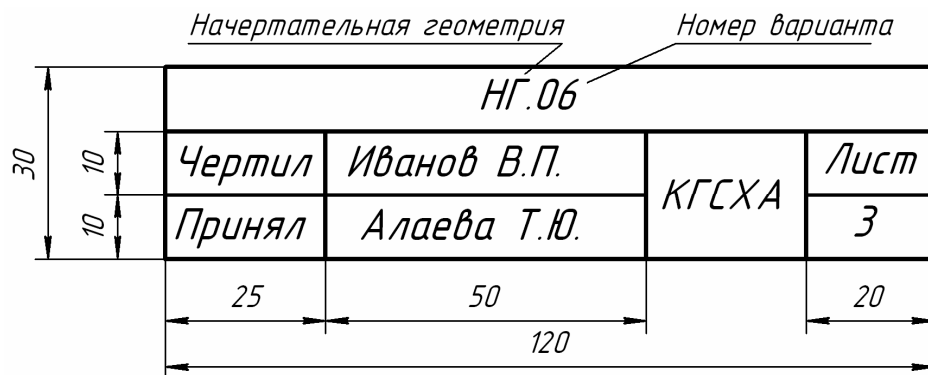 Начертательная геометрия
Номер варианта
НГ.06
30
10
Чертил
Иванов В.П.
КГСХА
Лист
10
Принял
Алаева Т.Ю.
3
25
50
20
120